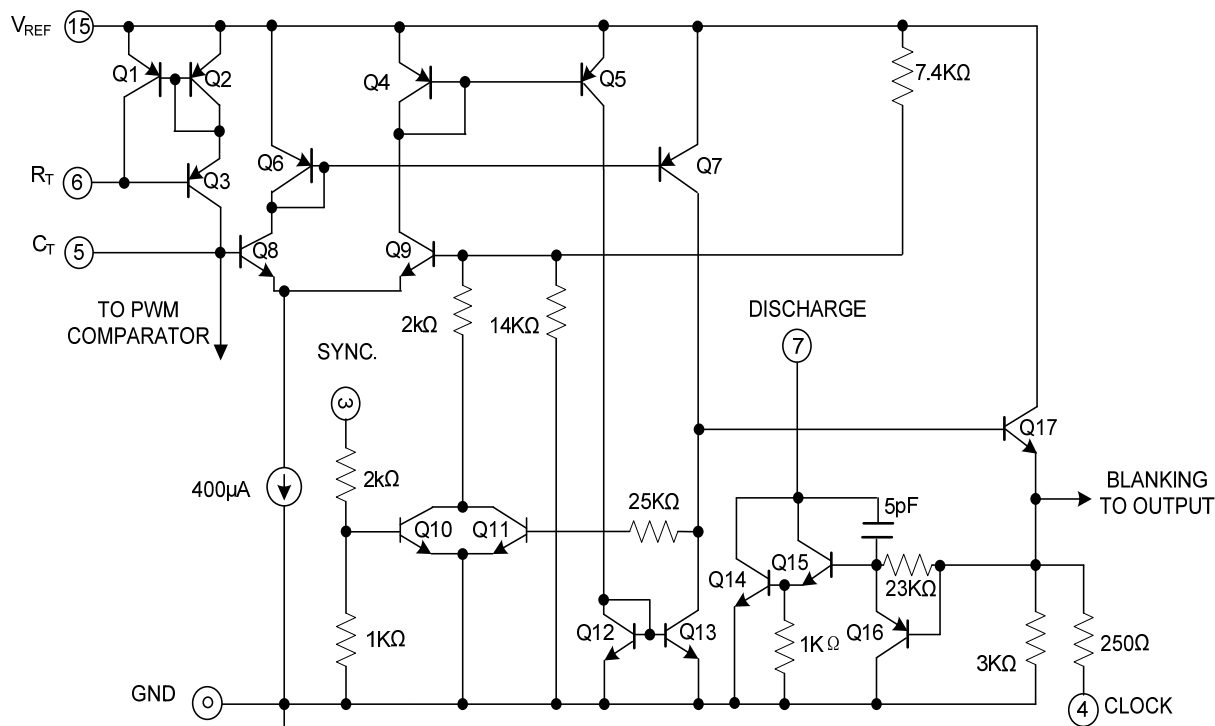 VREF 15
Q1
Q2
Q4
Q5
7.4KΩ
Q6
Q7
RT 6
Q3
CT 5
Q8
Q9
TO PWM
COMPARATOR
2kΩ
14KΩ
DISCHARGE
7
SYNC.
3
Q17
400µA
2kΩ
BLANKING
TO OUTPUT
25KΩ
5pF
Q10
Q11
Q14
Q15
23KΩ
Q12
Q13
Q16
1KΩ
1KΩ
3KΩ
250Ω
GND
4 CLOCK